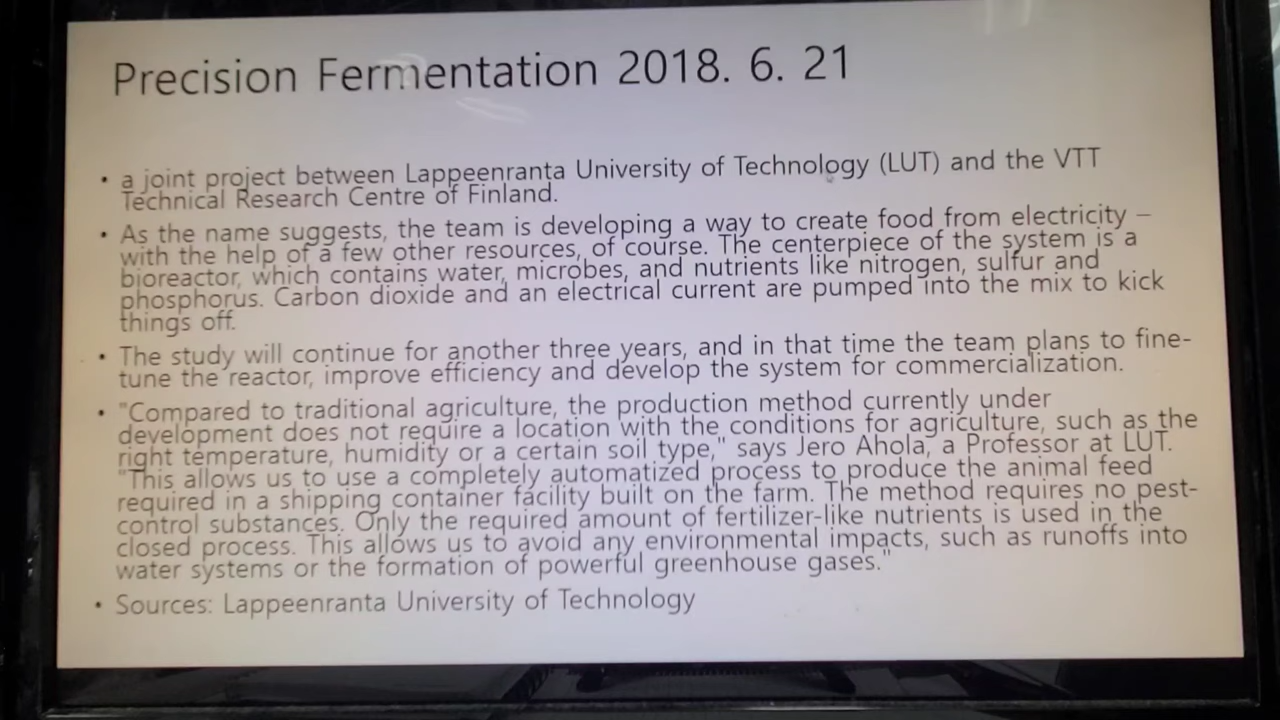 Precision Fermentation 2018. 6. 21
• a joint project between Lappeenranta University of Technology (LUT) and the VTT
Technical Research Centre of Finland.
• As the name suggests, the team is developing a way to create food from electricity –
with the help of a few other resources, of course. The centerpiece of the system is a
bioreactor, which contains water, microbes, and nutrients like nitrogen, sulfur and
phosphorus. Carbon dioxide and an electrical current are pumped into the mix to kick
things off.
• The study will continue for another three years, and in that time the team plans to fine-
tune the reactor, improve efficiency and develop the system for commercialization.
• "Compared to traditional agriculture, the production method currently under
development does not require a location with the conditions for agriculture, such as the
right temperature, humidity or a certain soil type," says Jero Ahola, a Professor at LUT.
"This allows us to use a completely automatized process to produce the animal feed
required in a shipping container facility built on the farm. The method requires no pest-
control substances. Only the required amount of fertilizer-like nutrients is used in the
closed process. This allows us to avoid any environmental impacts, such as runoffs into
water systems or the formation of powerful greenhouse gases."
• Sources: Lappeenranta University of Technology